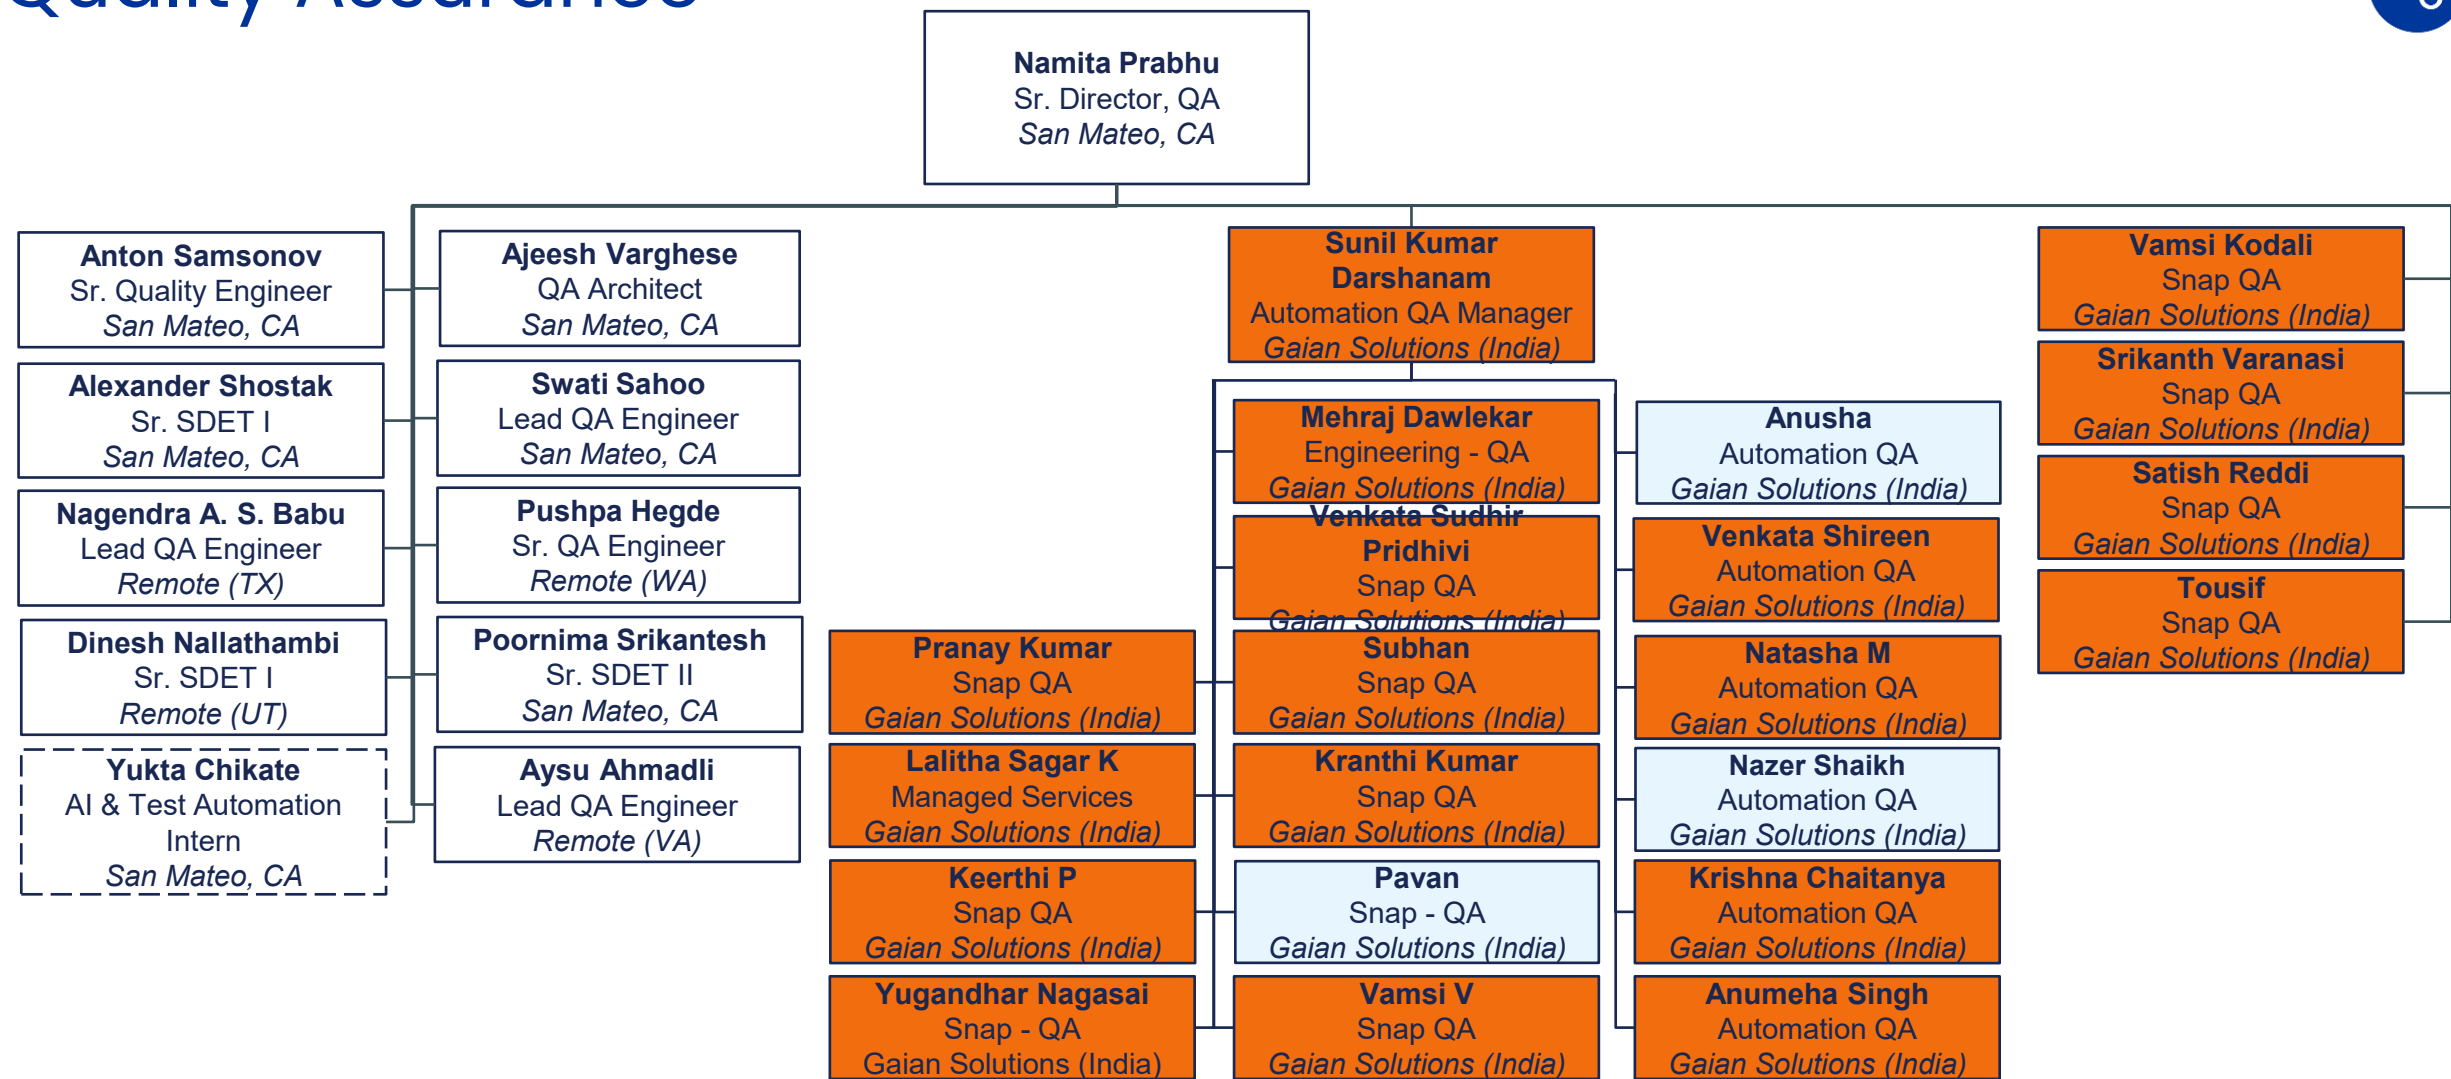 Quality Assurance
Namita Prabhu
Sr. Director, QA
San Mateo, CA
Anton Samsonov
Sr. Quality Engineer
San Mateo, CA
Alexander Shostak
Sr. SDET I
San Mateo, CA
Nagendra A. S. Babu
Lead QA Engineer
Remote (TX)
Dinesh Nallathambi
Sr. SDET I
Remote (UT)
Yukta Chikate
AI & Test Automation
Intern
San Mateo, CA
Ajeesh Varghese
QA Architect
San Mateo, CA
Swati Sahoo
Lead QA Engineer
San Mateo, CA
Pushpa Hegde
Sr. QA Engineer
Remote (WA)
Poornima Srikantesh
Sr. SDET II
San Mateo, CA
Aysu Ahmadli
Lead QA Engineer
Remote (VA)
Sunil Kumar
Darshanam
Automation QA Manager
Gaian Solutions (India)
Pranay Kumar
Snap QA
Gaian Solutions (India)
Lalitha Sagar K
Managed Services
Gaian Solutions (India)
Keerthi P
Snap QA
Gaian Solutions (India)
Yugandhar Nagasai
Snap - QA
Gaian Solutions (India)
Mehraj Dawlekar
Engineering - QA
Gaian Solutions (India)
Venkata Sudhir
Pridhivi
Snap QA
Gaian Solutions (India)
Subhan
Snap QA
Gaian Solutions (India)
Kranthi Kumar
Snap QA
Gaian Solutions (India)
Pavan
Snap - QA
Gaian Solutions (India)
Vamsi V
Snap QA
Gaian Solutions (India)
Anusha
Automation QA
Gaian Solutions (India)
Venkata Shireen
Automation QA
Gaian Solutions (India)
Natasha M
Automation QA
Gaian Solutions (India)
Nazer Shaikh
Automation QA
Gaian Solutions (India)
Krishna Chaitanya
Automation QA
Gaian Solutions (India)
Anumeha Singh
Automation QA
Gaian Solutions (India)
Vamsi Kodali
Snap QA
Gaian Solutions (India)
Srikanth Varanasi
Snap QA
Gaian Solutions (India)
Satish Reddi
Snap QA
Gaian Solutions (India)
Tousif
Snap QA
Gaian Solutions (India)